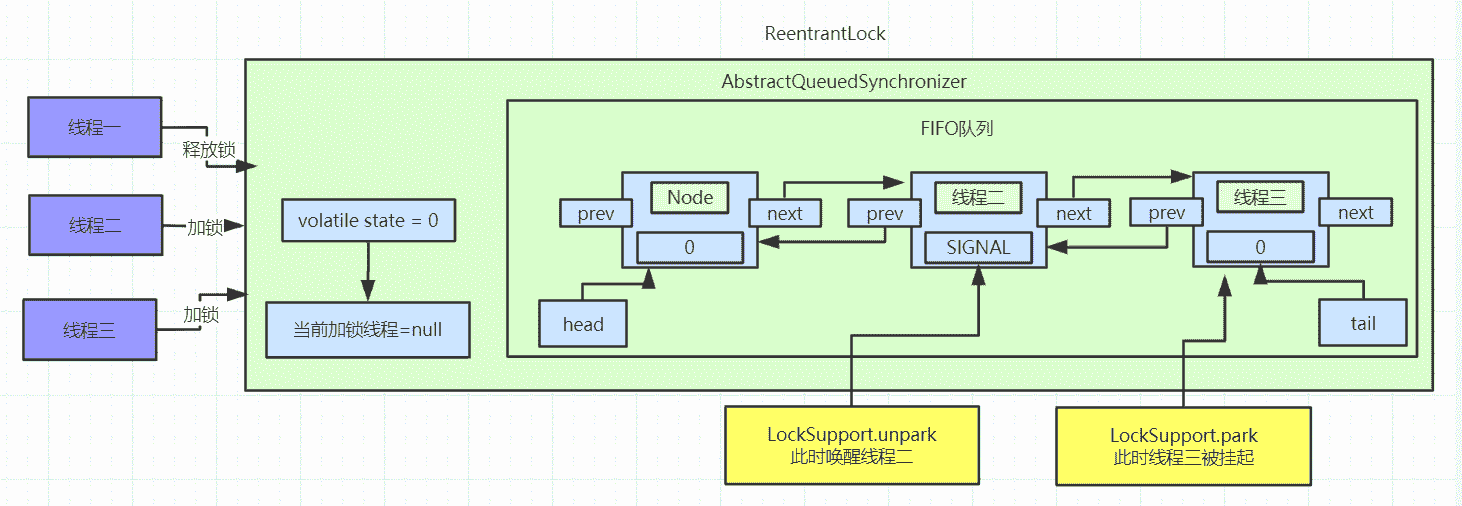 ReentrantLock
AbstractQueuedSynchronizer
FIFO队列
线程一
释放锁
线程二
加锁
线程三
加锁
volatile state = 0
当前加锁线程=null
Node
prev
next
0
head
线程二
prev
next
SIGNAL
线程三
prev
next
0
tail
LockSupport.unpark
此时唤醒线程二
LockSupport.park
此时线程三被挂起